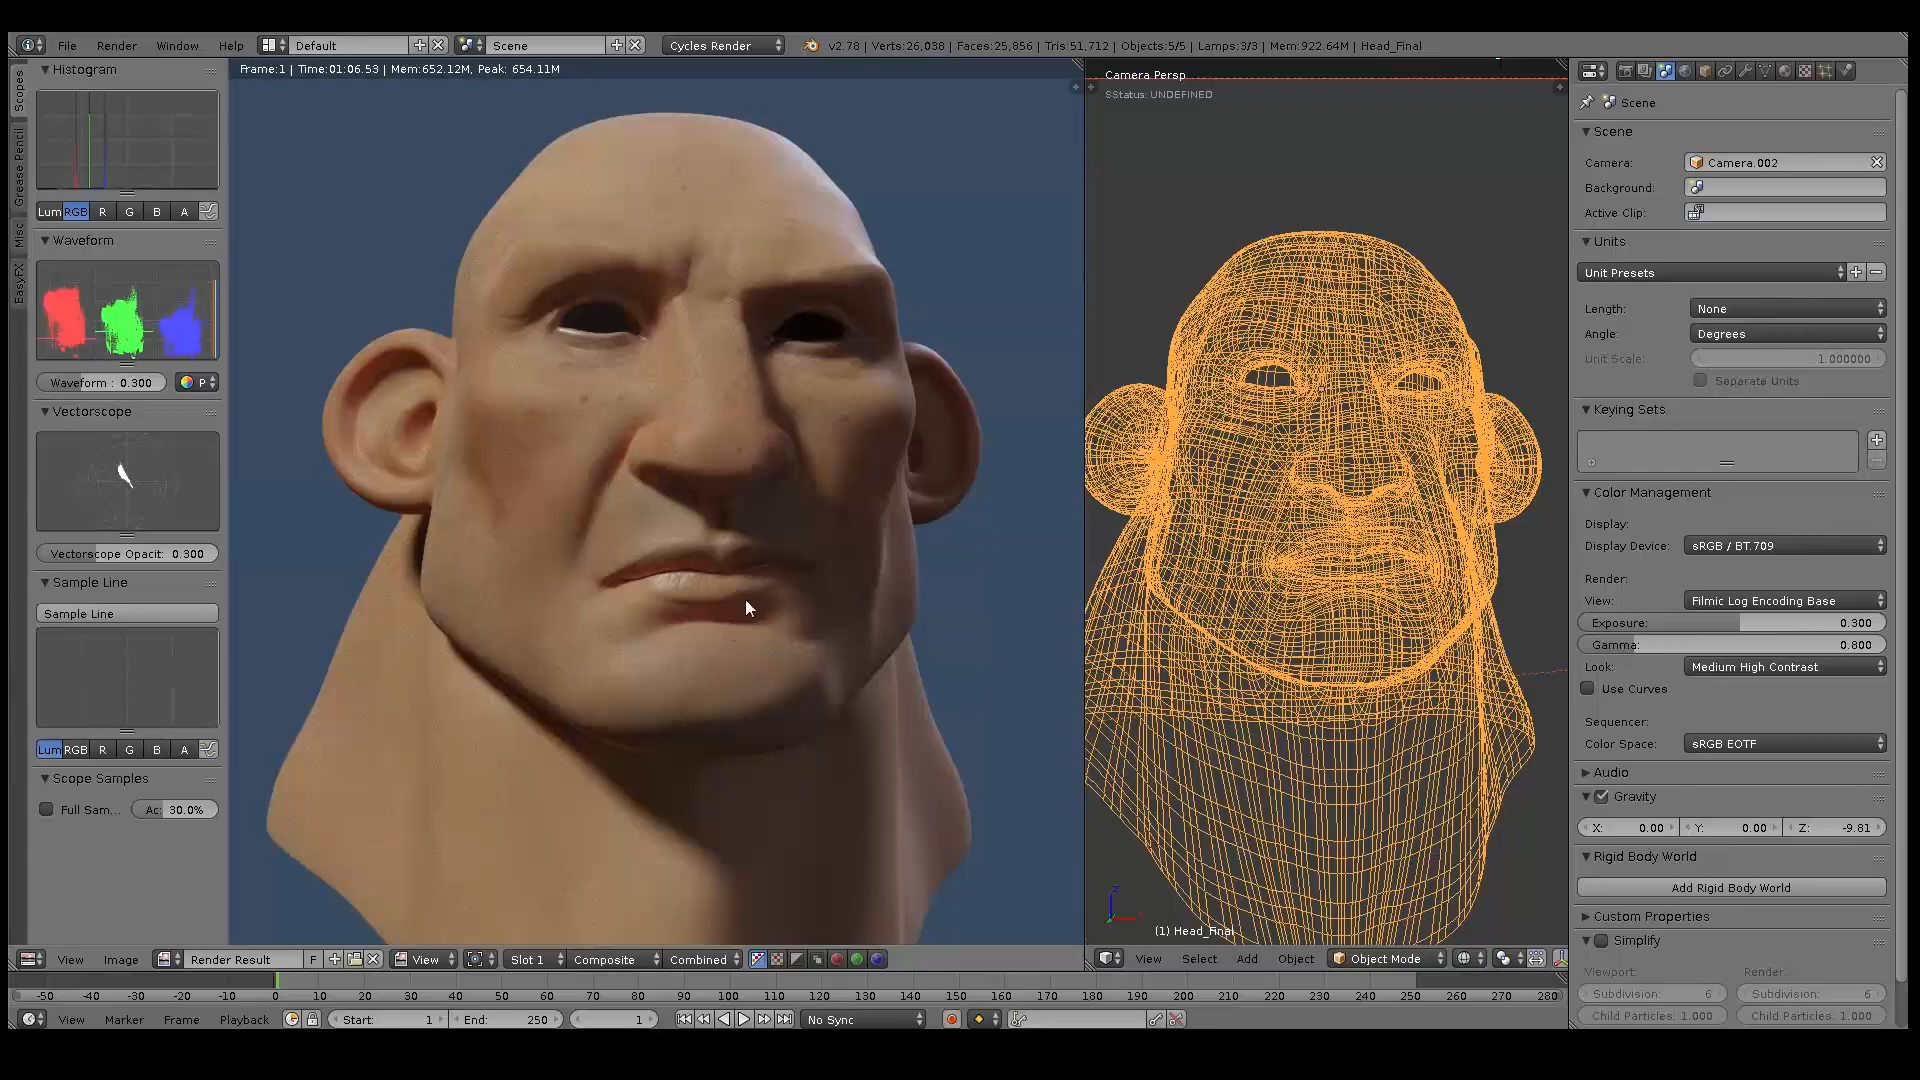 File Render Window Help Default Scene Cycles Render v2.78 | Verts:26,038 | Faces:25,856 | Tris:51,712 | Objects:5/5 | Lamps:3/3 | Mem:922.64M | Head_Final
Scopes
Grease Pencil
Misc
EasyFX
Histogram
Lum RGB R G B A
Waveform
Waveform : 0.300 P
Vectorscope
Vectorscope Opacit: 0.300
Sample Line
Sample Line
Lum RGB R G B A
Scope Samples
Full Sam... Ac: 30.0%
Frame:1 | Time:01:06.53 | Mem:652.12M, Peak: 654.11M
View Image Render Result F View Slot 1 Composite Combined
Camera Persp
SStatus: UNDEFINED
(1) Head_Final
View Select Add Object Object Mode
Scene
Scene
Camera: Camera.002
Background:
Active Clip:
Units
Unit Presets
Length: None
Angle: Degrees
Unit Scale: 1.000000
Separate Units
Keying Sets
Color Management
Display:
Display Device: sRGB / BT.709
Render:
View: Filmic Log Encoding Base
Exposure: 0.300
Gamma: 0.800
Look: Medium High Contrast
Use Curves
Sequencer:
Color Space: sRGB EOTF
Audio
Gravity
X: 0.00 Y: 0.00 Z: -9.81
Rigid Body World
Add Rigid Body World
Custom Properties
Simplify
Viewport: Render:
Subdivision: 6 Subdivision: 6
Child Particles: 1.000 Child Particles: 1.000
-50 -40 -30 -20 -10 0 10 20 30 40 50 60 70 80 90 100 110 120 130 140 150 160 170 180 190 200 210 220 230 240 250 260 270 280
View Marker Frame Playback Start: 1 End: 250 1 No Sync